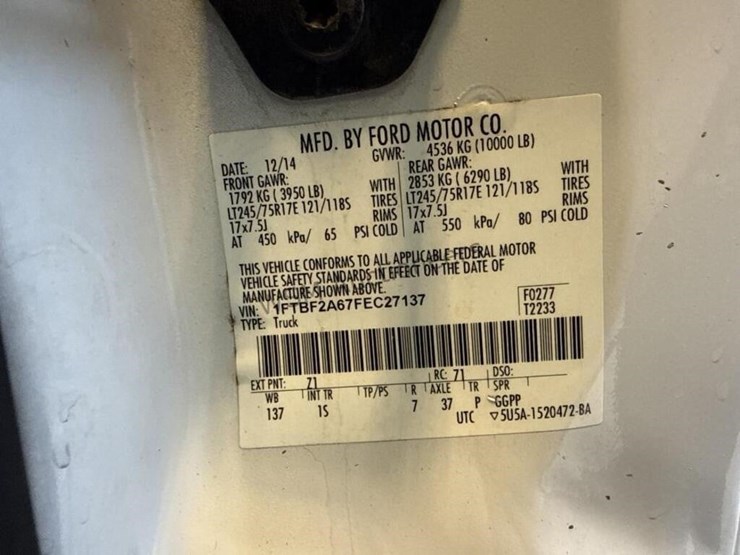 MFD. BY FORD MOTOR CO.
DATE: 12/14 GVWR: 4536 KG (10000 LB)
FRONT GAWR: REAR GAWR:
1792 KG ( 3950 LB) WITH 2853 KG ( 6290 LB) WITH
LT245/75R17E 121/118S TIRES LT245/75R17E 121/118S TIRES
17x7.5J RIMS 17x7.5J RIMS
AT 450 kPa/ 65 PSI COLD AT 550 kPa/ 80 PSI COLD
THIS VEHICLE CONFORMS TO ALL APPLICABLE FEDERAL MOTOR
VEHICLE SAFETY STANDARDS IN EFFECT ON THE DATE OF
MANUFACTURE SHOWN ABOVE.
VIN: 1FTBF2A67FEC27137 F0277
TYPE: Truck T2233
EXT PNT: Z1 RC: 71 DSO:
WB INT TR TP/PS R AXLE TR SPR
137 1S 7 37 P GGPP
UTC ▽5U5A-1520472-BA